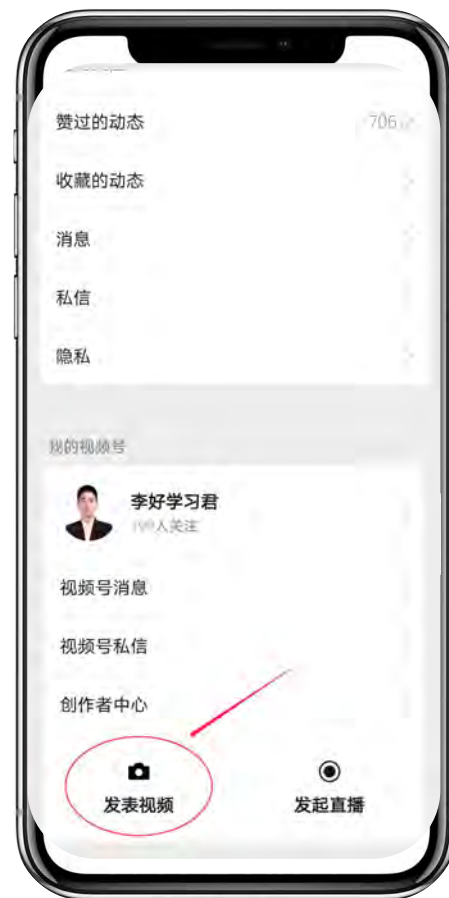 赞过的动态
706
收藏的动态
消息
私信
隐私
我的视频号
李好学习君
人关注
视频号消息
视频号私信
创作者中心
发表视频
发起直播